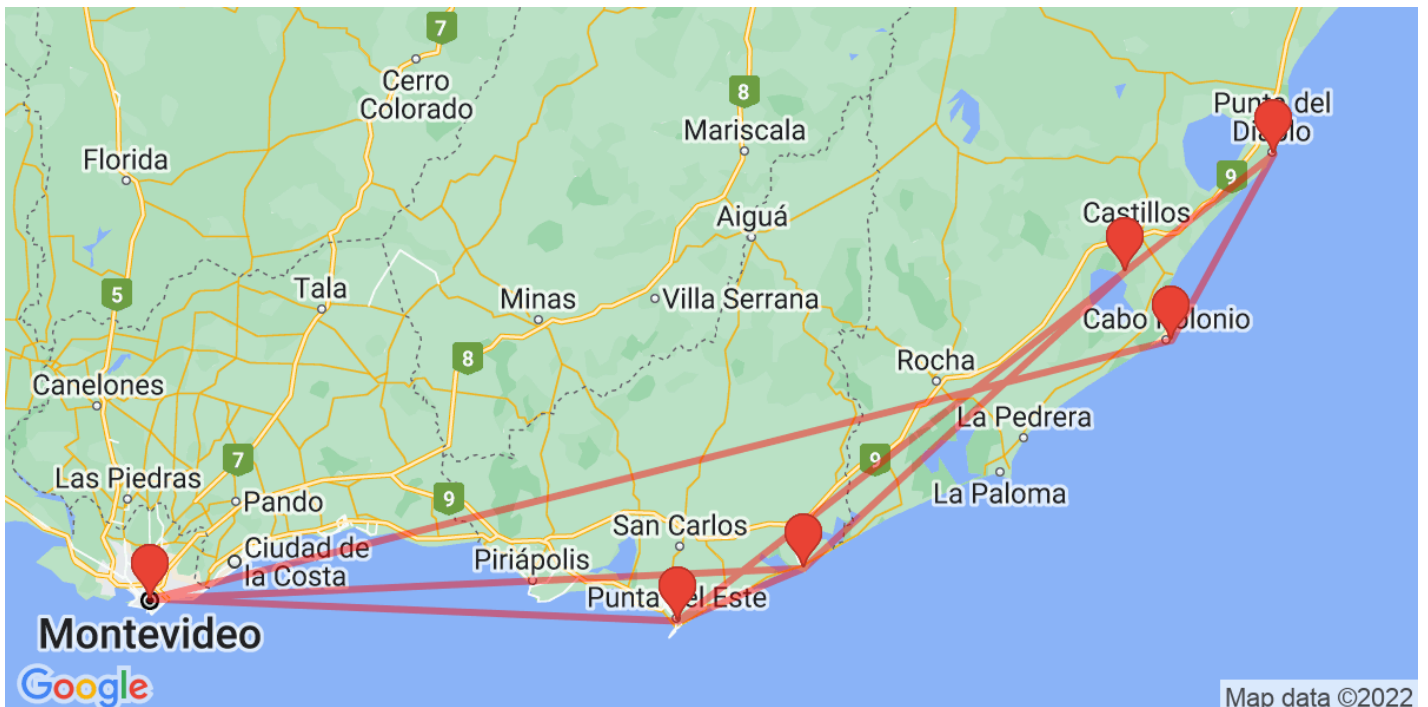 7
Cerro
Colorado
8
Mariscala
Punta del
Diablo
Florida
9
Castillos
Aiguá
5
Tala
Minas
Villa Serrana
Cabo Polonio
8
Rocha
Canelones
La Pedrera
7
9
Las Piedras
Pando
9
La Paloma
San Carlos
Ciudad de
la Costa
Piriápolis
Punta del Este
Montevideo
Google
Map data ©2022